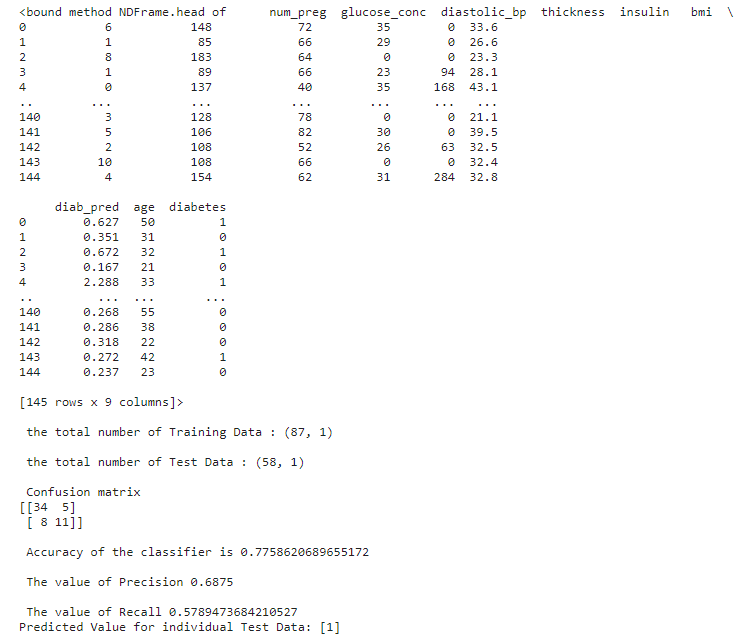 <bound method NDFrame.head of      num_preg  glucose_conc  diastolic_bp  thickness  insulin   bmi  \
0           6           148            72         35        0  33.6
1           1            85            66         29        0  26.6
2           8           183            64          0        0  23.3
3           1            89            66         23       94  28.1
4           0           137            40         35      168  43.1
..        ...           ...           ...        ...      ...   ...
140         3           128            78          0        0  21.1
141         5           106            82         30        0  39.5
142         2           108            52         26       63  32.5
143        10           108            66          0        0  32.4
144         4           154            62         31      284  32.8
     diab_pred  age  diabetes
0        0.627   50         1
1        0.351   31         0
2        0.672   32         1
3        0.167   21         0
4        2.288   33         1
..         ...  ...       ...
140      0.268   55         0
141      0.286   38         0
142      0.318   22         0
143      0.272   42         1
144      0.237   23         0
[145 rows x 9 columns]>
the total number of Training Data : (87, 1)
the total number of Test Data : (58, 1)
Confusion matrix
[[34  5]
 [ 8 11]]
Accuracy of the classifier is 0.7758620689655172
The value of Precision 0.6875
The value of Recall 0.5789473684210527
Predicted Value for individual Test Data: [1]